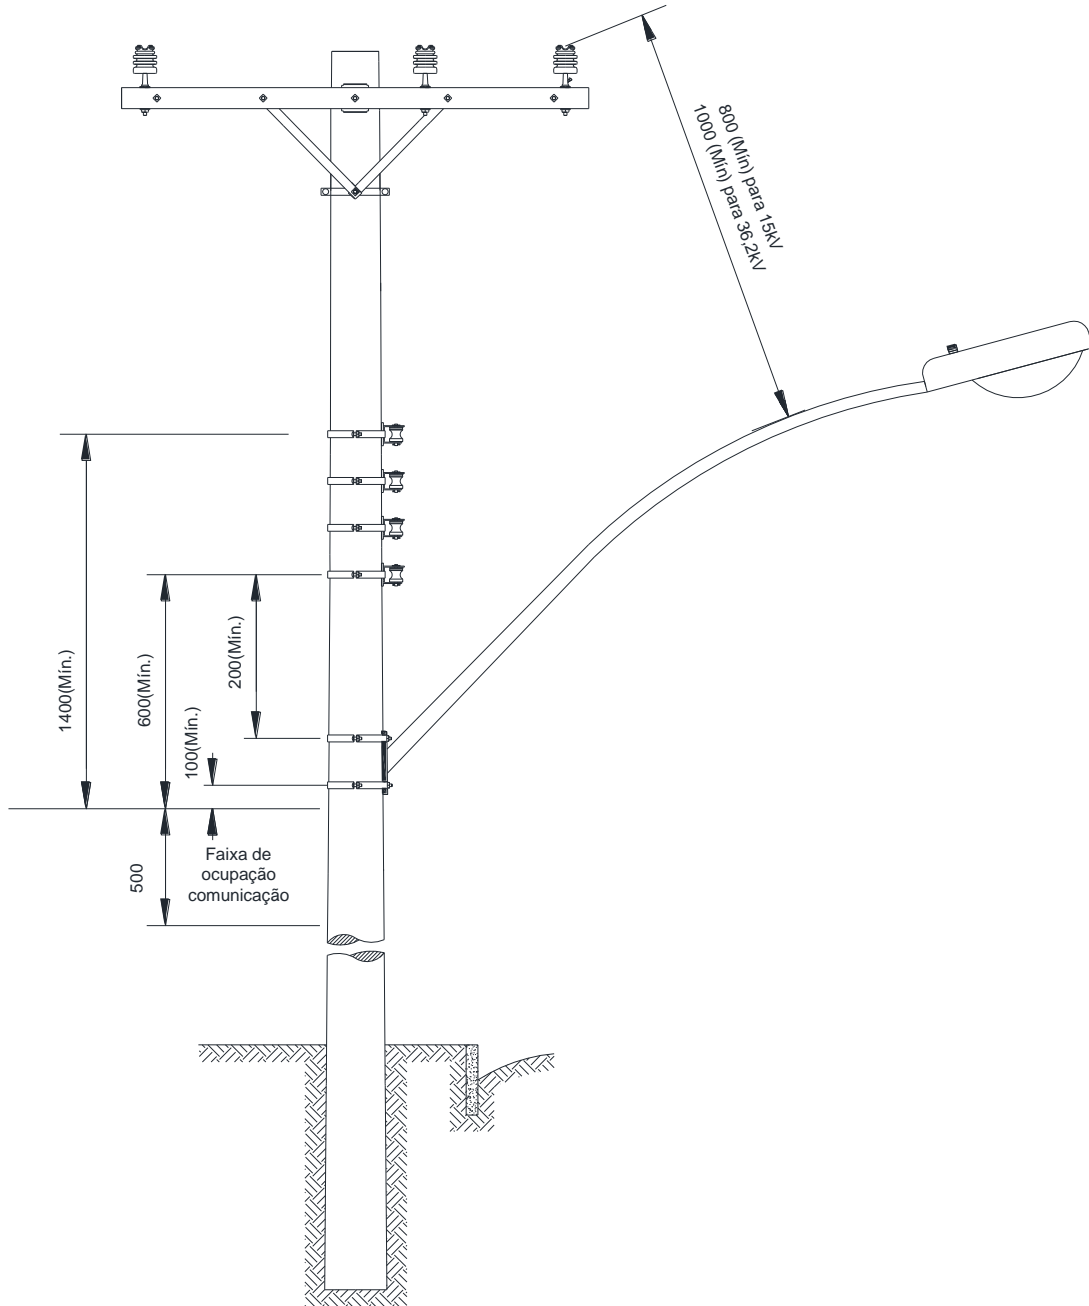 800 (Mín) para 15kV
1000 (Mín) para 36,2kV
1400(Mín.)
600(Mín.)
200(Mín.)
100(Mín.)
500
Faixa de
ocupação
comunicação